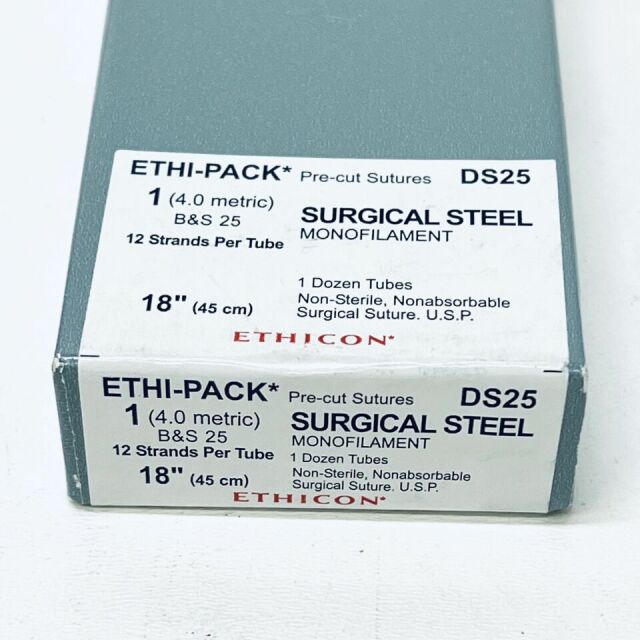 ETHI-PACK* Pre-cut Sutures DS25
1 (4.0 metric)
B&S 25
12 Strands Per Tube
18" (45 cm)
SURGICAL STEEL
MONOFILAMENT
1 Dozen Tubes
Non-Sterile, Nonabsorbable
Surgical Suture. U.S.P.
ETHICON*
ETHI-PACK* Pre-cut Sutures DS25
1 (4.0 metric)
B&S 25
12 Strands Per Tube
18" (45 cm)
SURGICAL STEEL
MONOFILAMENT
1 Dozen Tubes
Non-Sterile, Nonabsorbable
Surgical Suture. U.S.P.
ETHICON*